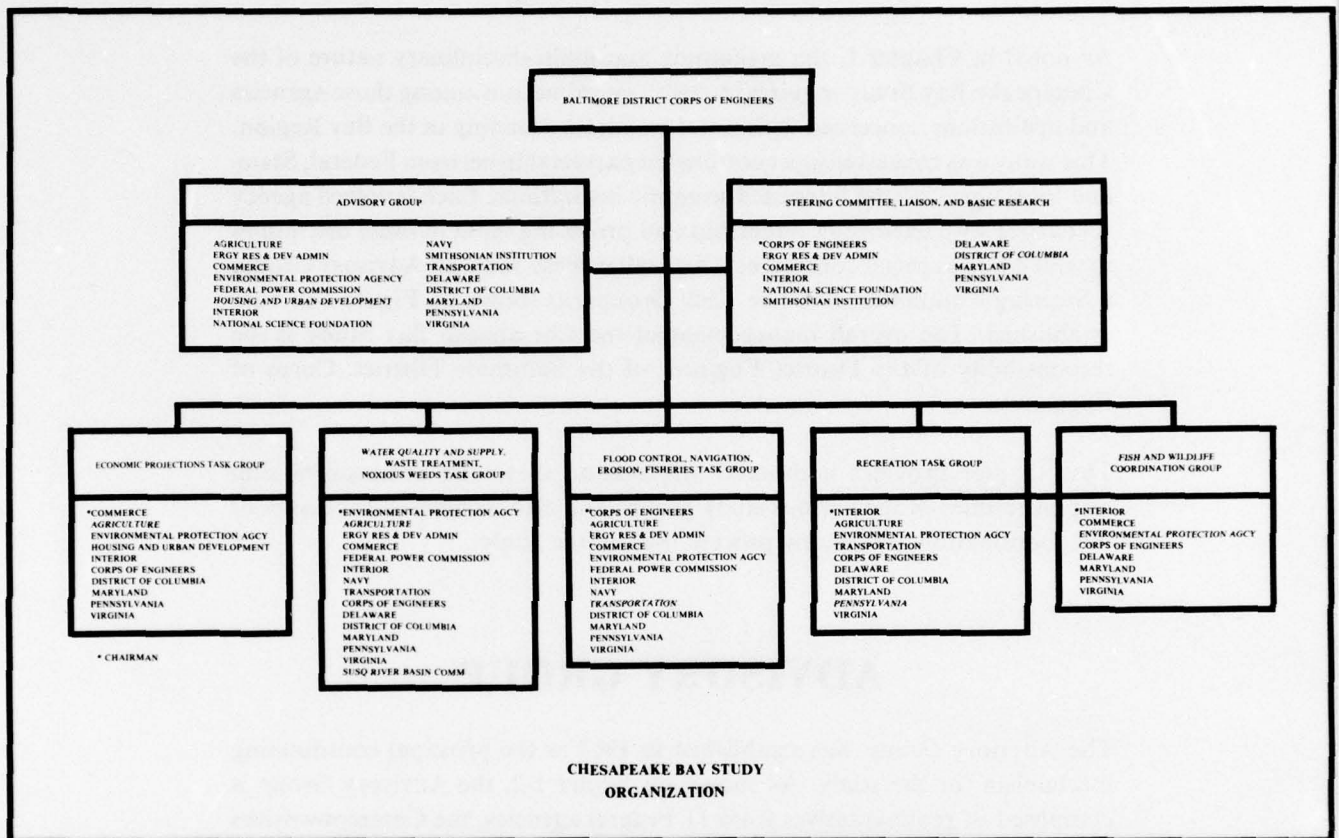 BALTIMORE DISTRICT CORPS OF ENGINEERS
ADVISORY GROUP
AGRICULTURE
ERGY RES & DEV ADMIN
COMMERCE
ENVIRONMENTAL PROTECTION AGENCY
FEDERAL POWER COMMISSION
HOUSING AND URBAN DEVELOPMENT
INTERIOR
NATIONAL SCIENCE FOUNDATION
NAVY
SMITHSONIAN INSTITUTION
TRANSPORTATION
DELAWARE
DISTRICT OF COLUMBIA
MARYLAND
PENNSYLVANIA
VIRGINIA
STEERING COMMITTEE, LIAISON, AND BASIC RESEARCH
*CORPS OF ENGINEERS
ERGY RES & DEV ADMIN
COMMERCE
INTERIOR
NATIONAL SCIENCE FOUNDATION
SMITHSONIAN INSTITUTION
DELAWARE
DISTRICT OF COLUMBIA
MARYLAND
PENNSYLVANIA
VIRGINIA
ECONOMIC PROJECTIONS TASK GROUP
*COMMERCE
AGRICULTURE
ENVIRONMENTAL PROTECTION AGCY
HOUSING AND URBAN DEVELOPMENT
INTERIOR
CORPS OF ENGINEERS
DISTRICT OF COLUMBIA
MARYLAND
PENNSYLVANIA
VIRGINIA
WATER QUALITY AND SUPPLY,
WASTE TREATMENT,
NOXIOUS WEEDS TASK GROUP
*ENVIRONMENTAL PROTECTION AGCY
AGRICULTURE
ERGY RES & DEV ADMIN
COMMERCE
FEDERAL POWER COMMISSION
INTERIOR
NAVY
TRANSPORTATION
CORPS OF ENGINEERS
DELAWARE
DISTRICT OF COLUMBIA
MARYLAND
PENNSYLVANIA
VIRGINIA
SUSQ RIVER BASIN COMM
FLOOD CONTROL, NAVIGATION,
EROSION, FISHERIES TASK GROUP
*CORPS OF ENGINEERS
AGRICULTURE
ERGY RES & DEV ADMIN
COMMERCE
ENVIRONMENTAL PROTECTION AGCY
FEDERAL POWER COMMISSION
INTERIOR
NAVY
TRANSPORTATION
DISTRICT OF COLUMBIA
MARYLAND
PENNSYLVANIA
VIRGINIA
RECREATION TASK GROUP
*INTERIOR
AGRICULTURE
ENVIRONMENTAL PROTECTION AGCY
TRANSPORTATION
CORPS OF ENGINEERS
DELAWARE
DISTRICT OF COLUMBIA
MARYLAND
PENNSYLVANIA
VIRGINIA
FISH AND WILDLIFE
COORDINATION GROUP
*INTERIOR
COMMERCE
ENVIRONMENTAL PROTECTION AGCY
CORPS OF ENGINEERS
DELAWARE
MARYLAND
PENNSYLVANIA
VIRGINIA
* CHAIRMAN
CHESAPEAKE BAY STUDY
ORGANIZATION